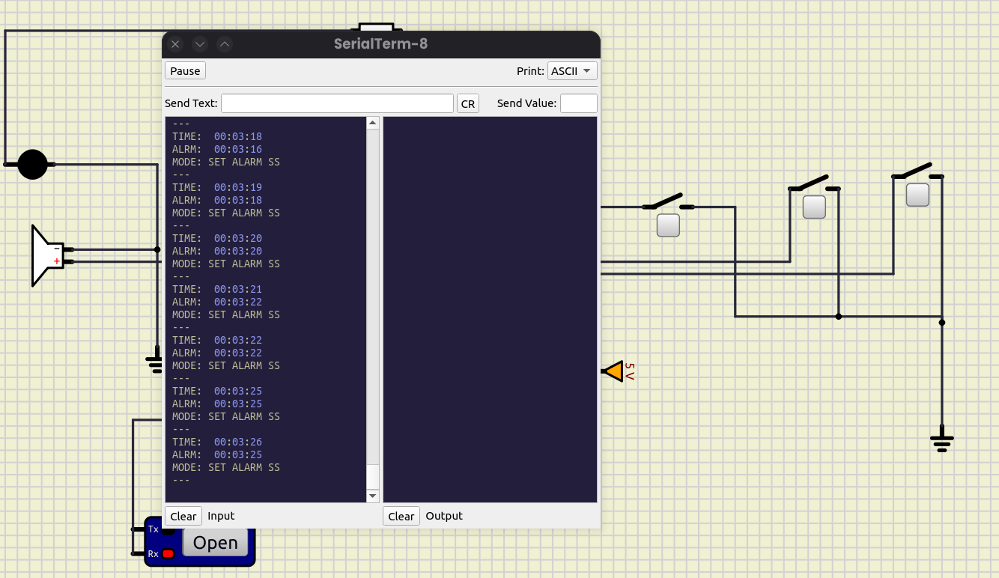 SerialTerm-8
Pause
Print: ASCII
Send Text:
CR
Send Value:
---
TIME:  00:03:18
ALRM:  00:03:16
MODE: SET ALARM SS
---
TIME:  00:03:19
ALRM:  00:03:18
MODE: SET ALARM SS
---
TIME:  00:03:20
ALRM:  00:03:20
MODE: SET ALARM SS
---
TIME:  00:03:21
ALRM:  00:03:22
MODE: SET ALARM SS
---
TIME:  00:03:22
ALRM:  00:03:22
MODE: SET ALARM SS
---
TIME:  00:03:25
ALRM:  00:03:25
MODE: SET ALARM SS
---
TIME:  00:03:26
ALRM:  00:03:25
MODE: SET ALARM SS
---
Clear Input
Clear Output
-
+
5 V
Tx
Rx
Open